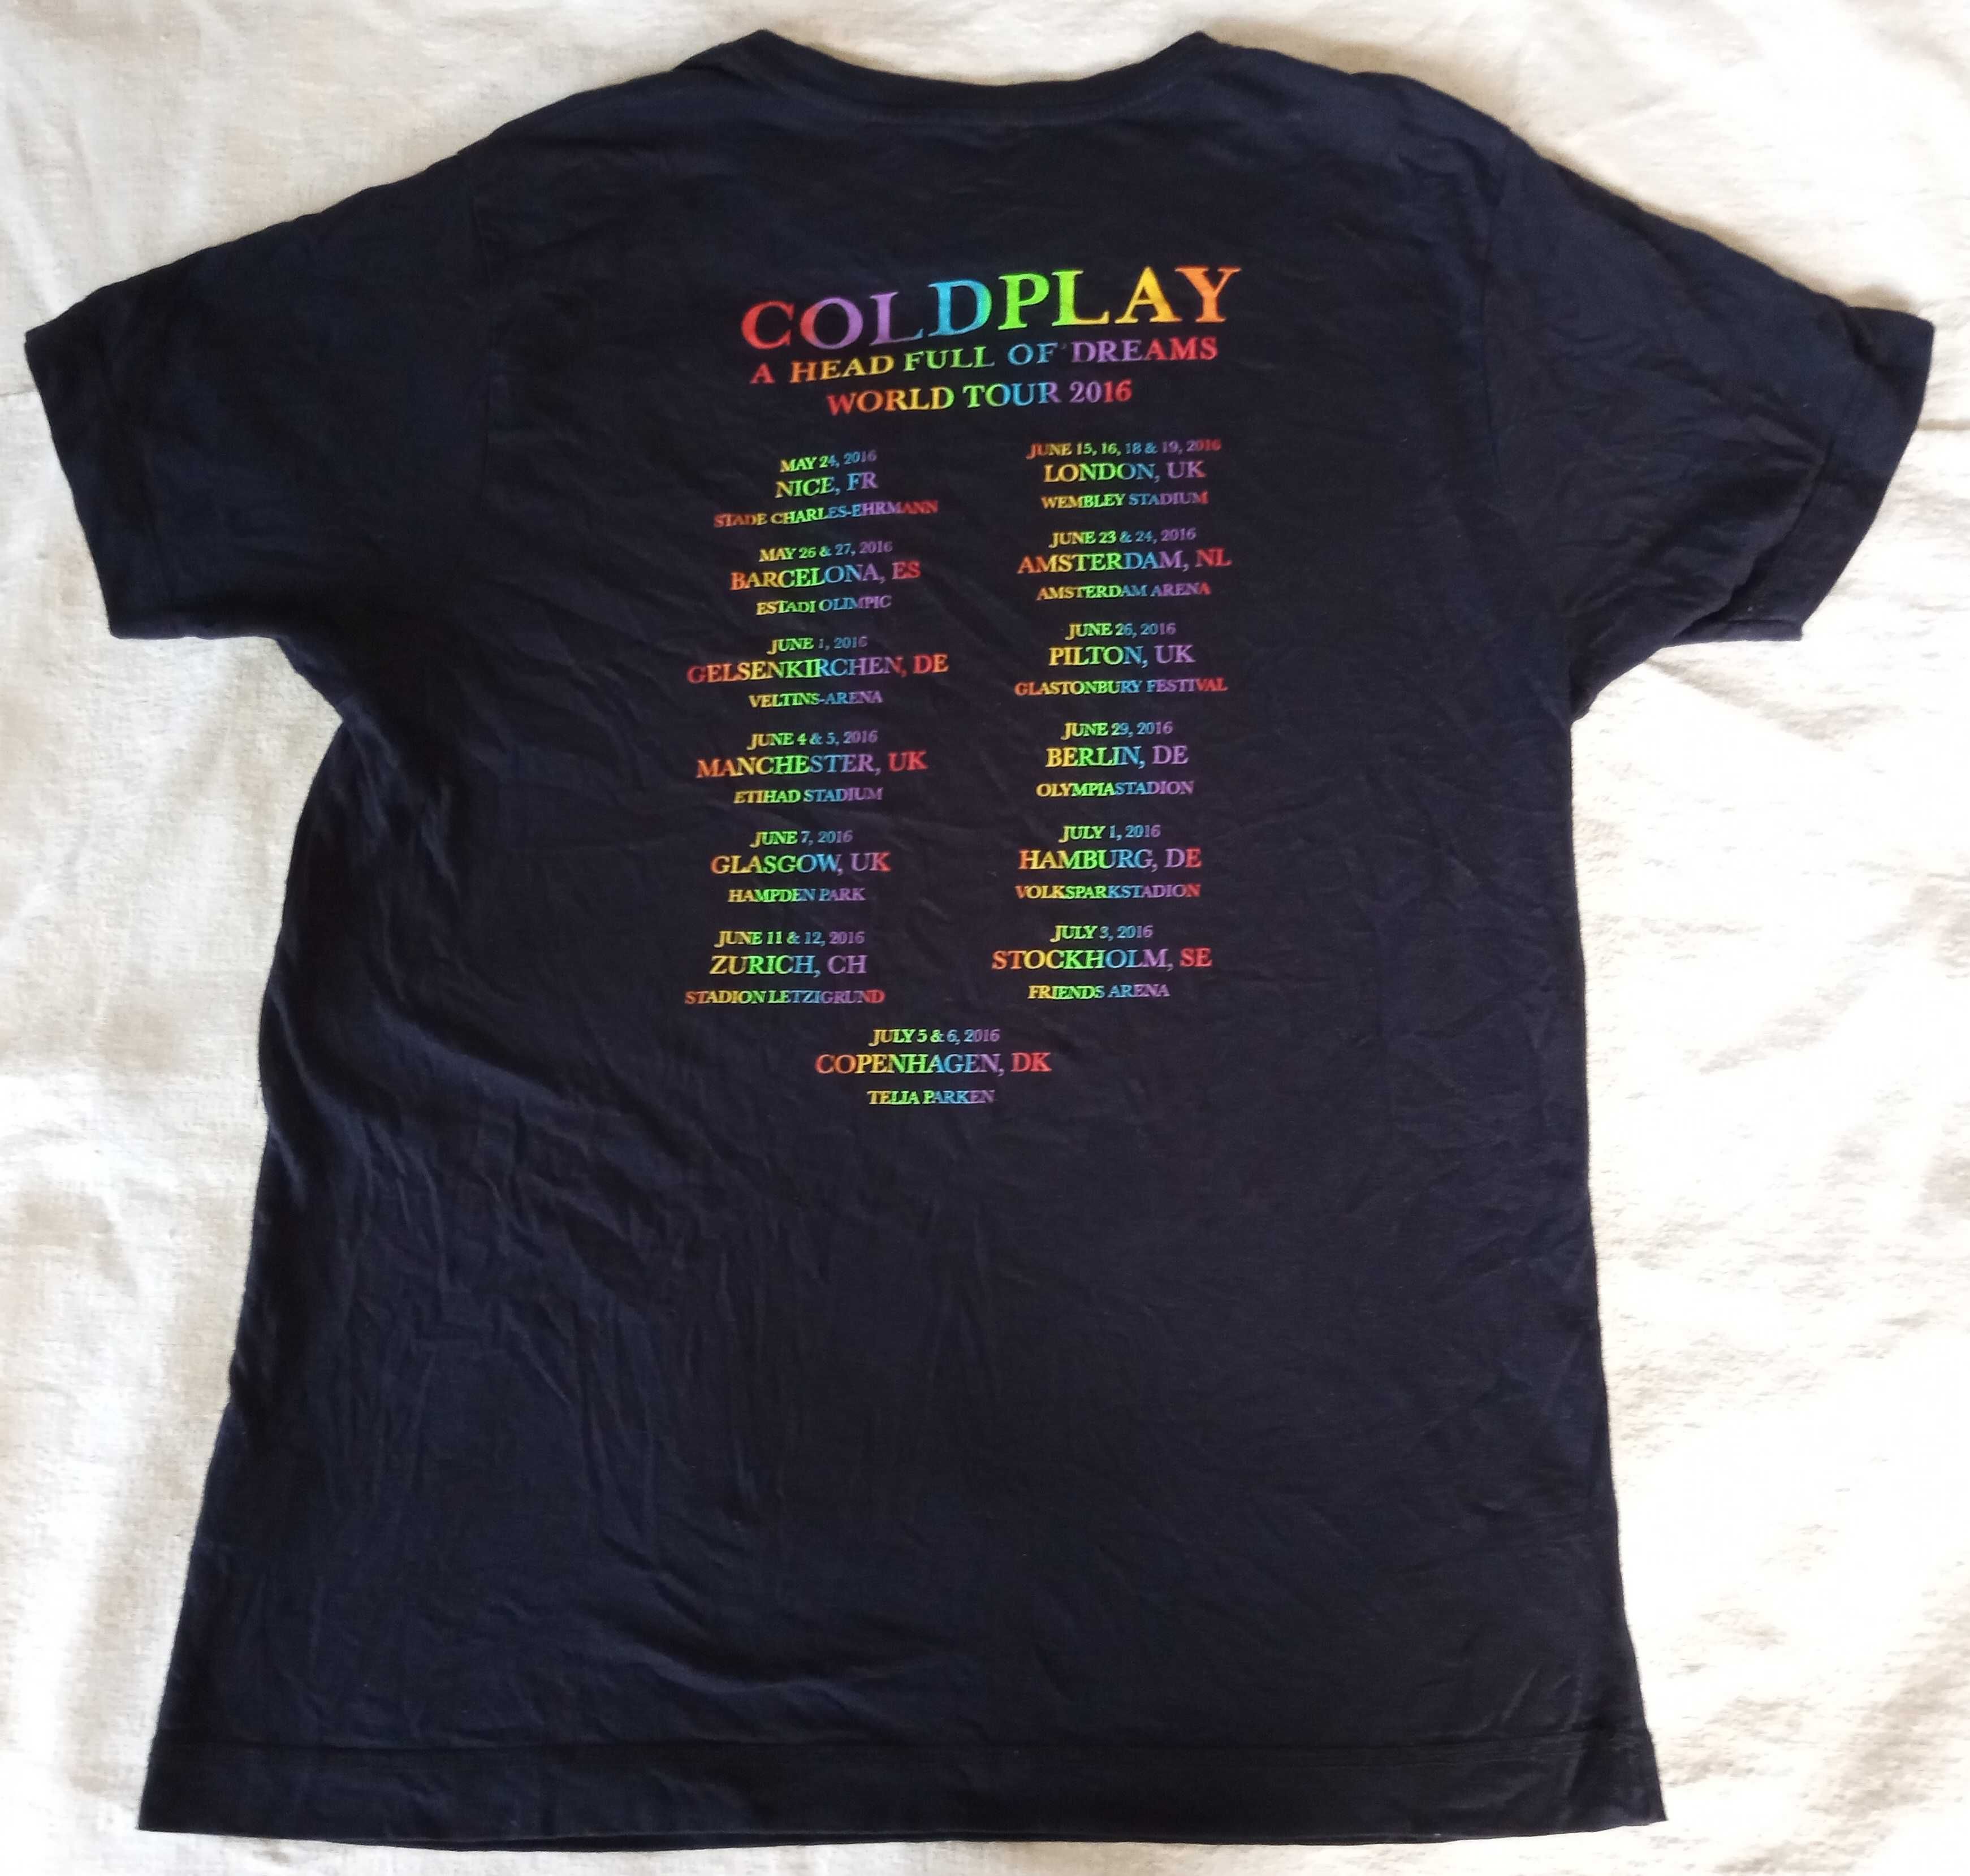 COLDPLAY
A HEAD FULL OF DREAMS
WORLD TOUR 2016
MAY 24, 2016
NICE, FR
STADE CHARLES-EHRMANN
MAY 26 & 27, 2016
BARCELONA, ES
ESTADI OLIMPIC
JUNE 1, 2016
GELSENKIRCHEN, DE
VELTINS-ARENA
JUNE 4 & 5, 2016
MANCHESTER, UK
ETIHAD STADIUM
JUNE 7, 2016
GLASGOW, UK
HAMPDEN PARK
JUNE 11 & 12, 2016
ZURICH, CH
STADION LETZIGRUND
JUNE 15, 16, 18 & 19, 2016
LONDON, UK
WEMBLEY STADIUM
JUNE 23 & 24, 2016
AMSTERDAM, NL
AMSTERDAM ARENA
JUNE 26, 2016
PILTON, UK
GLASTONBURY FESTIVAL
JUNE 29, 2016
BERLIN, DE
OLYMPIASTADION
JULY 1, 2016
HAMBURG, DE
VOLKSPARKSTADION
JULY 3, 2016
STOCKHOLM, SE
FRIENDS ARENA
JULY 5 & 6, 2016
COPENHAGEN, DK
TELIA PARKEN